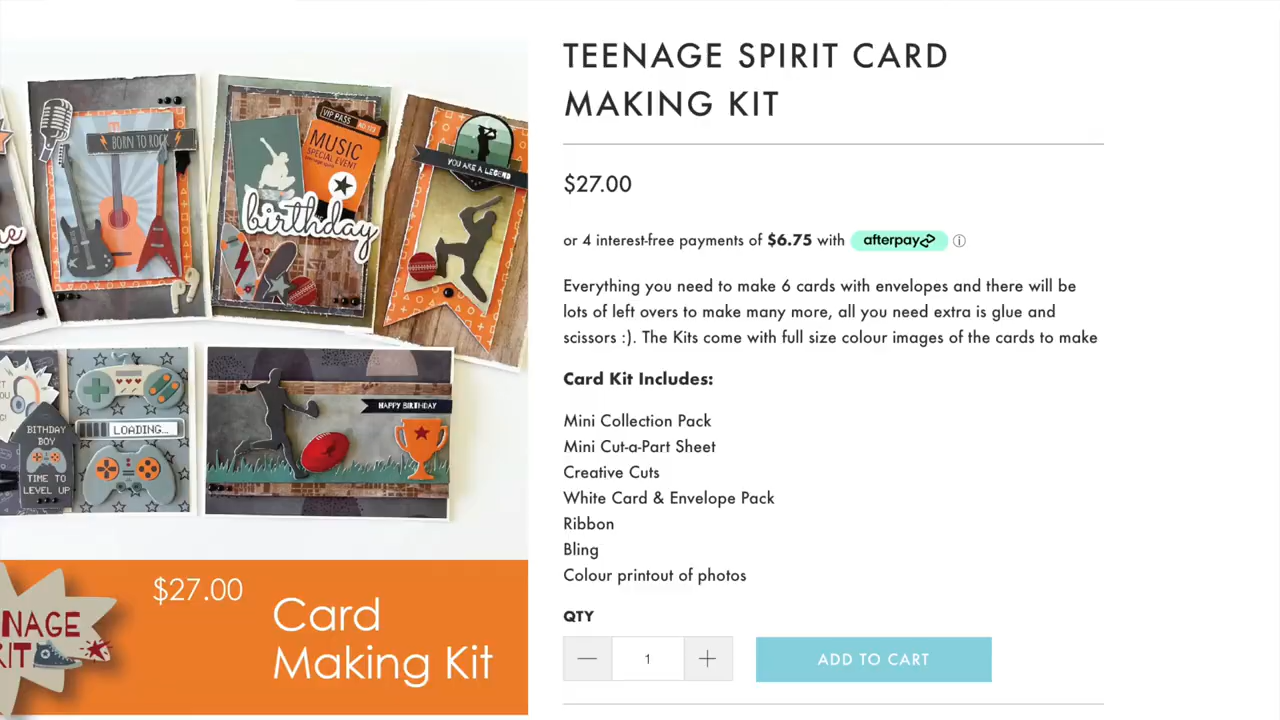 TEENAGE SPIRIT CARD
MAKING KIT
$27.00
or 4 interest-free payments of $6.75 with afterpay
Everything you need to make 6 cards with envelopes and there will be
lots of left overs to make many more, all you need extra is glue and
scissors :). The Kits come with full size colour images of the cards to make
Card Kit Includes:
Mini Collection Pack
Mini Cut-a-Part Sheet
Creative Cuts
White Card & Envelope Pack
Ribbon
Bling
Colour printout of photos
QTY
1
ADD TO CART
BORN TO ROCK
VIP PASS
MUSIC
SPECIAL EVENT
birthday
YOU ARE A LEGEND
BITHDAY
BOY
TIME TO
LEVEL UP
LOADING...
HAPPY BIRTHDAY
$27.00
Card
Making Kit
NAGE